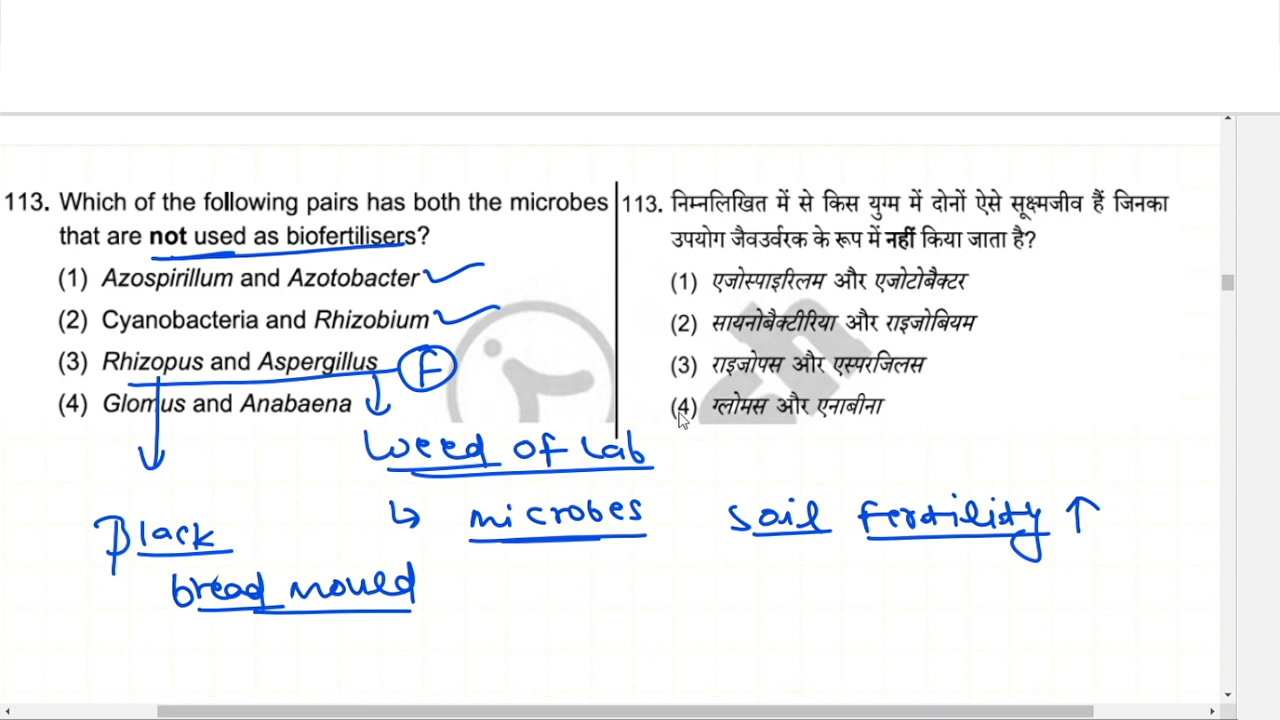 113. Which of the following pairs has both the microbes
that are not used as biofertilisers?
(1) Azospirillum and Azotobacter
(2) Cyanobacteria and Rhizobium
(3) Rhizopus and Aspergillus
F
(4) Glomus and Anabaena
weed of lab
microbes soil fertility ↑
Black
bread mould
113. निम्नलिखित में से किस युग्म में दोनों ऐसे सूक्ष्मजीव हैं जिनका
उपयोग जैवउर्वरक के रूप में नहीं किया जाता है?
(1) एजोस्पाइरिलम और एजोटोबैक्टर
(2) सायनोबैक्टीरिया और राइजोबियम
(3) राइजोपस और एस्परजिलस
(4) ग्लोमस और एनाबीना